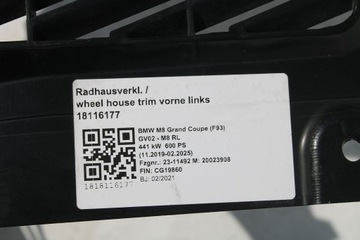 Radhausverkl. /
wheel house trim vorne links
18116177
BMW M8 Grand Coupe (F93)
GV02 - M8 RL
441 kW 600 PS
(11.2019-02.2025)
Fzgnr.: 23-11492 M: 20023908
FIN: CG19860
BJ: 02/2021
1818116177